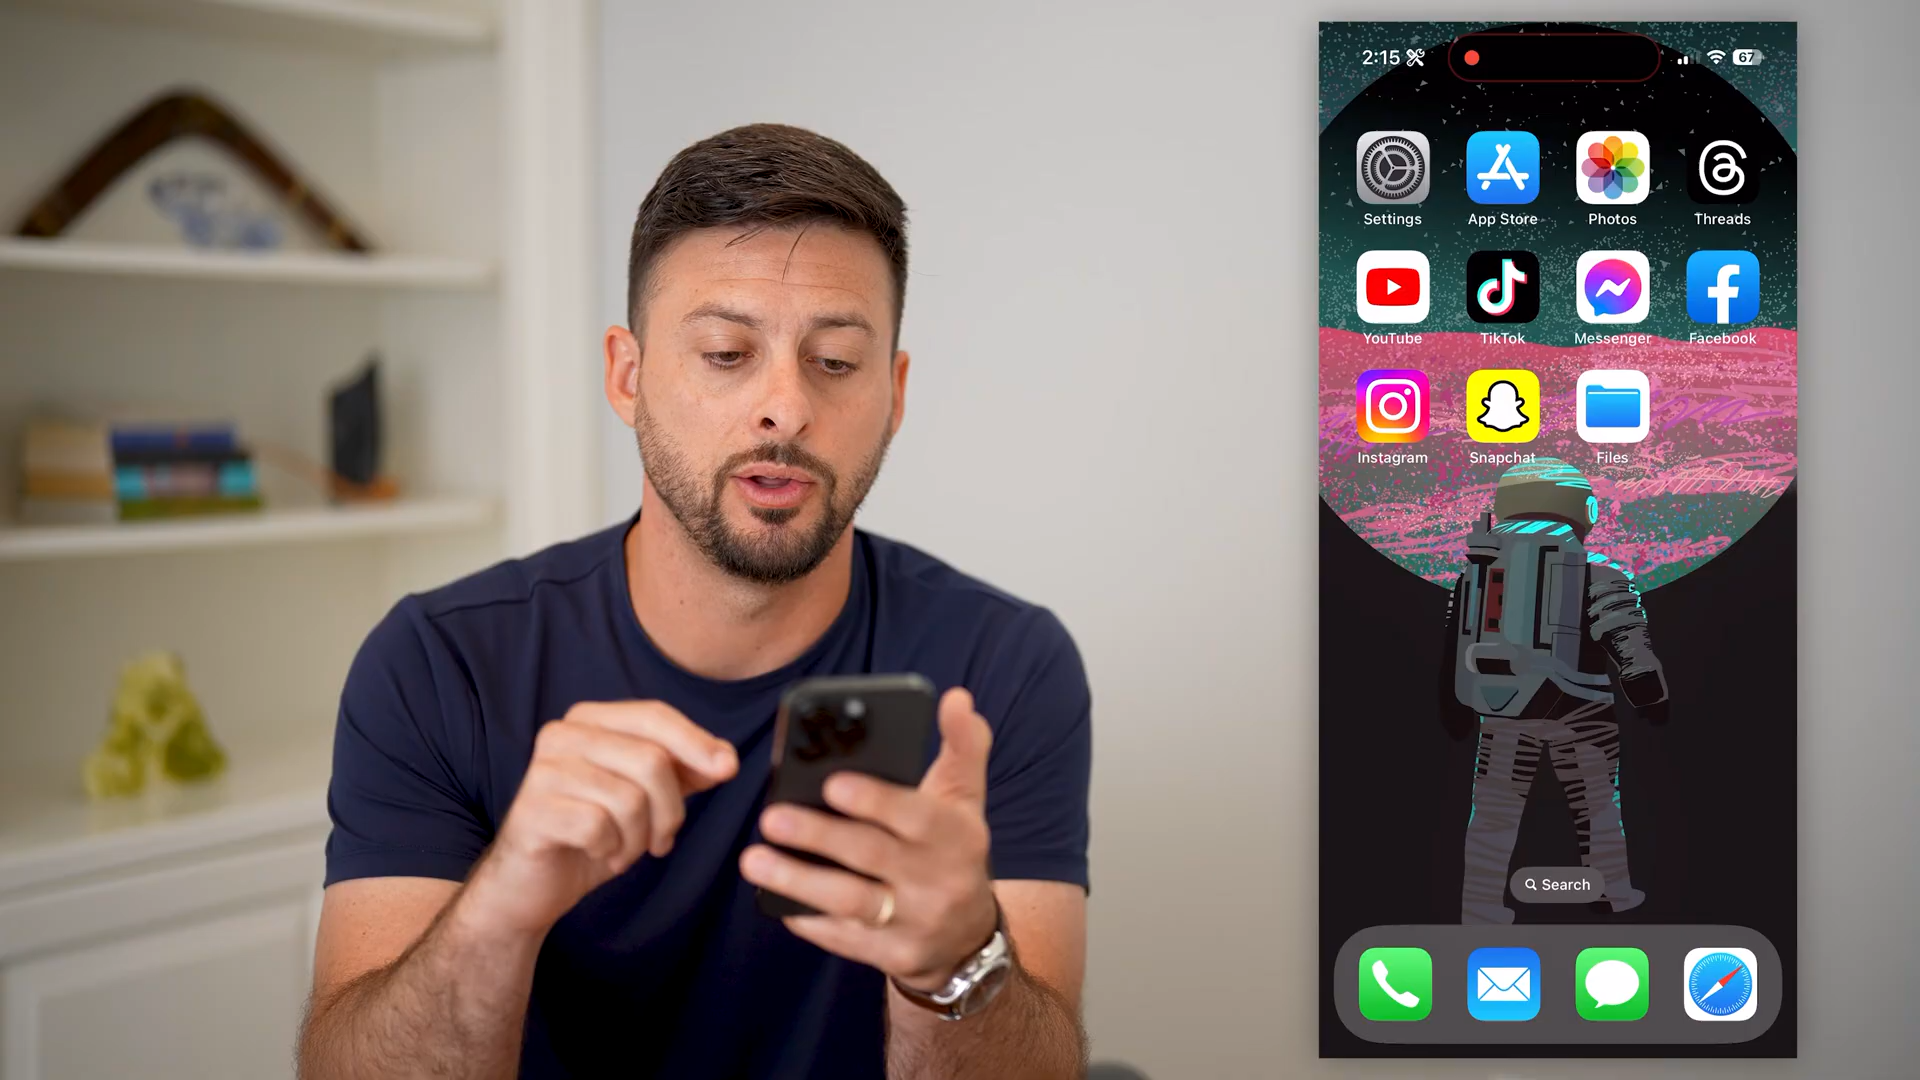 2:15 67
Settings App Store Photos Threads
YouTube TikTok Messenger Facebook
Instagram Snapchat Files
Search